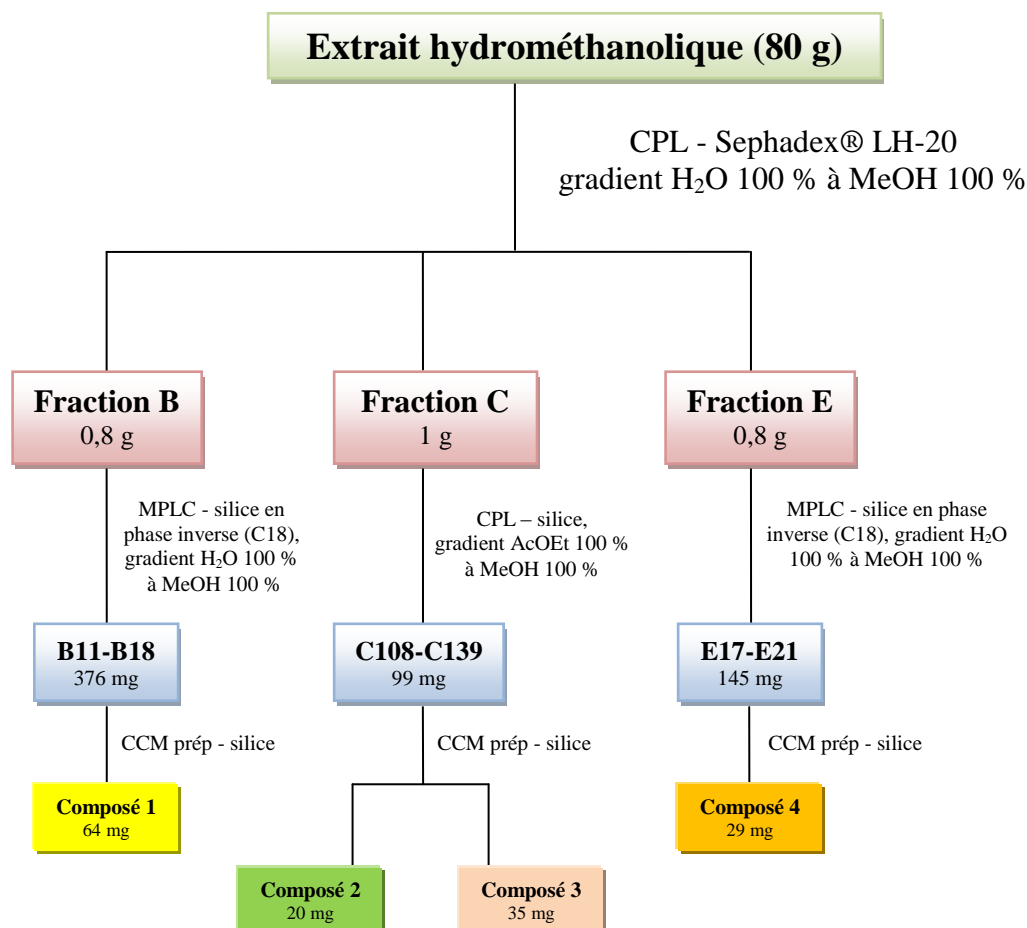 Extrait hydrométhanolique (80 g)
CPL - Sephadex® LH-20
gradient H₂O 100 % à MeOH 100 %
Fraction B
0,8 g
Fraction C
1 g
Fraction E
0,8 g
MPLC - silice en
phase inverse (C18),
gradient H₂O 100 %
à MeOH 100 %
CPL – silice,
gradient AcOEt 100 %
à MeOH 100 %
MPLC - silice en phase
inverse (C18), gradient H₂O
100 % à MeOH 100 %
B11-B18
376 mg
C108-C139
99 mg
E17-E21
145 mg
CCM prép - silice
CCM prép - silice
CCM prép - silice
Composé 1
64 mg
Composé 4
29 mg
Composé 2
20 mg
Composé 3
35 mg